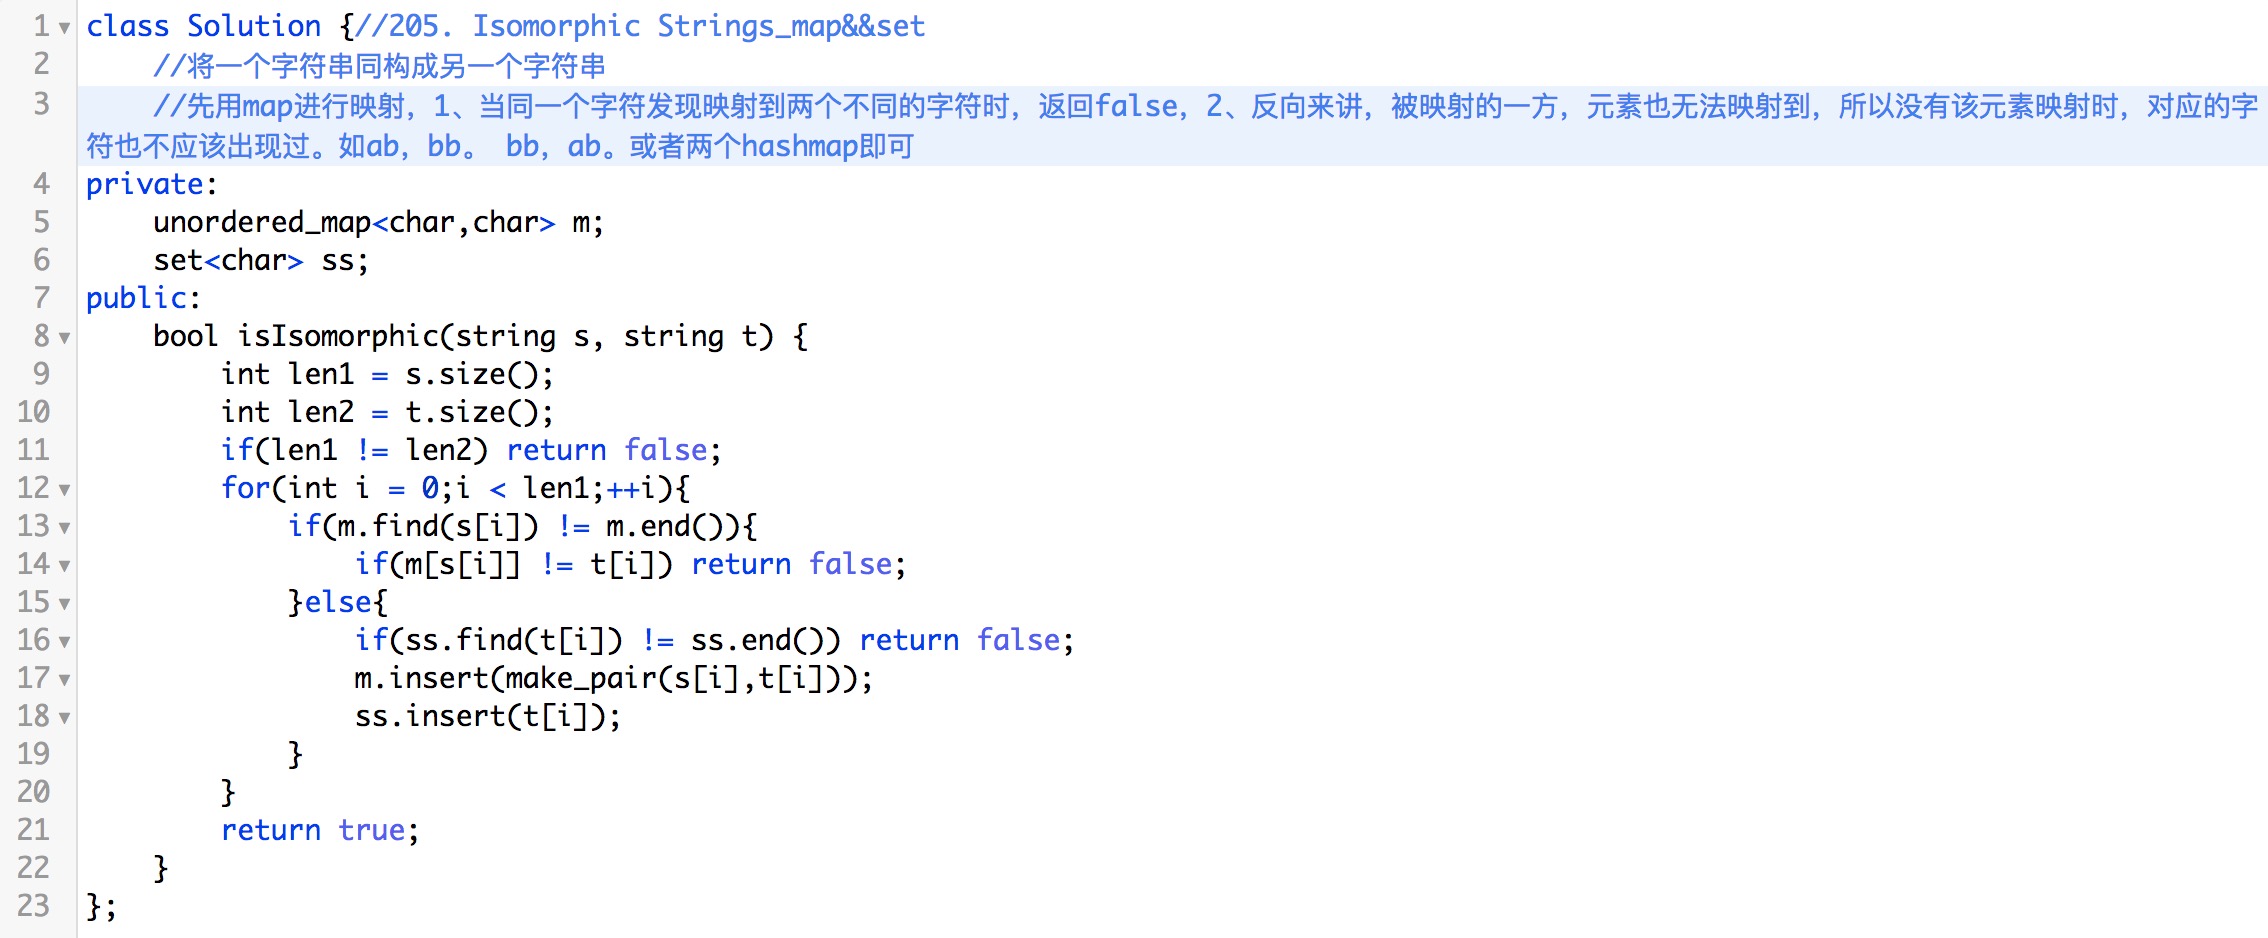 1 class Solution {//205. Isomorphic Strings_map&&set
2     //将一个字符串同构成另一个字符串
3     //先用map进行映射，1、当同一个字符发现映射到两个不同的字符时，返回false，2、反向来讲，被映射的一方，元素也无法映射到，所以没有该元素映射时，对应的字
符也不应该出现过。如ab，bb。 bb，ab。或者两个hashmap即可
4 private:
5     unordered_map<char,char> m;
6     set<char> ss;
7 public:
8     bool isIsomorphic(string s, string t) {
9         int len1 = s.size();
10         int len2 = t.size();
11         if(len1 != len2) return false;
12         for(int i = 0;i < len1;++i){
13             if(m.find(s[i]) != m.end()){
14                 if(m[s[i]] != t[i]) return false;
15             }else{
16                 if(ss.find(t[i]) != ss.end()) return false;
17                 m.insert(make_pair(s[i],t[i]));
18                 ss.insert(t[i]);
19             }
20         }
21         return true;
22     }
23 };